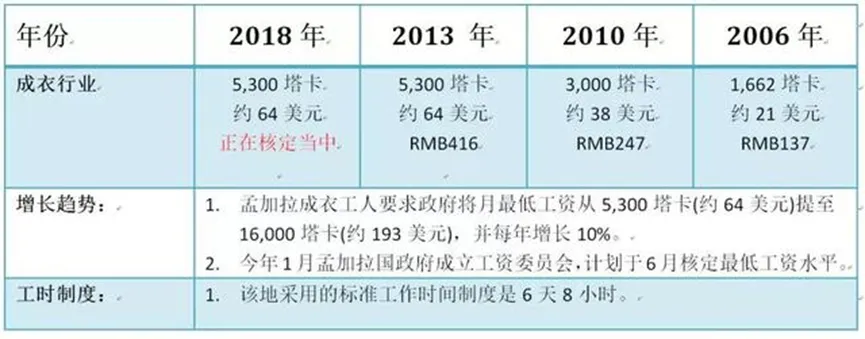 年份 2018 年 2013 年 2010 年 2006 年
成衣行业 5,300 塔卡 5,300 塔卡 3,000 塔卡 1,662 塔卡
约 64 美元 约 64 美元 约 38 美元 约 21 美元
正在核定当中 RMB416 RMB247 RMB137
增长趋势： 1. 孟加拉成衣工人要求政府将月最低工资从 5,300 塔卡(约 64 美元)提至
16,000 塔卡(约 193 美元)，并每年增长 10%。
2. 今年 1 月孟加拉国政府成立工资委员会，计划于 6 月核定最低工资水平。
工时制度： 1. 该地采用的标准工作时间制度是 6 天 8 小时。